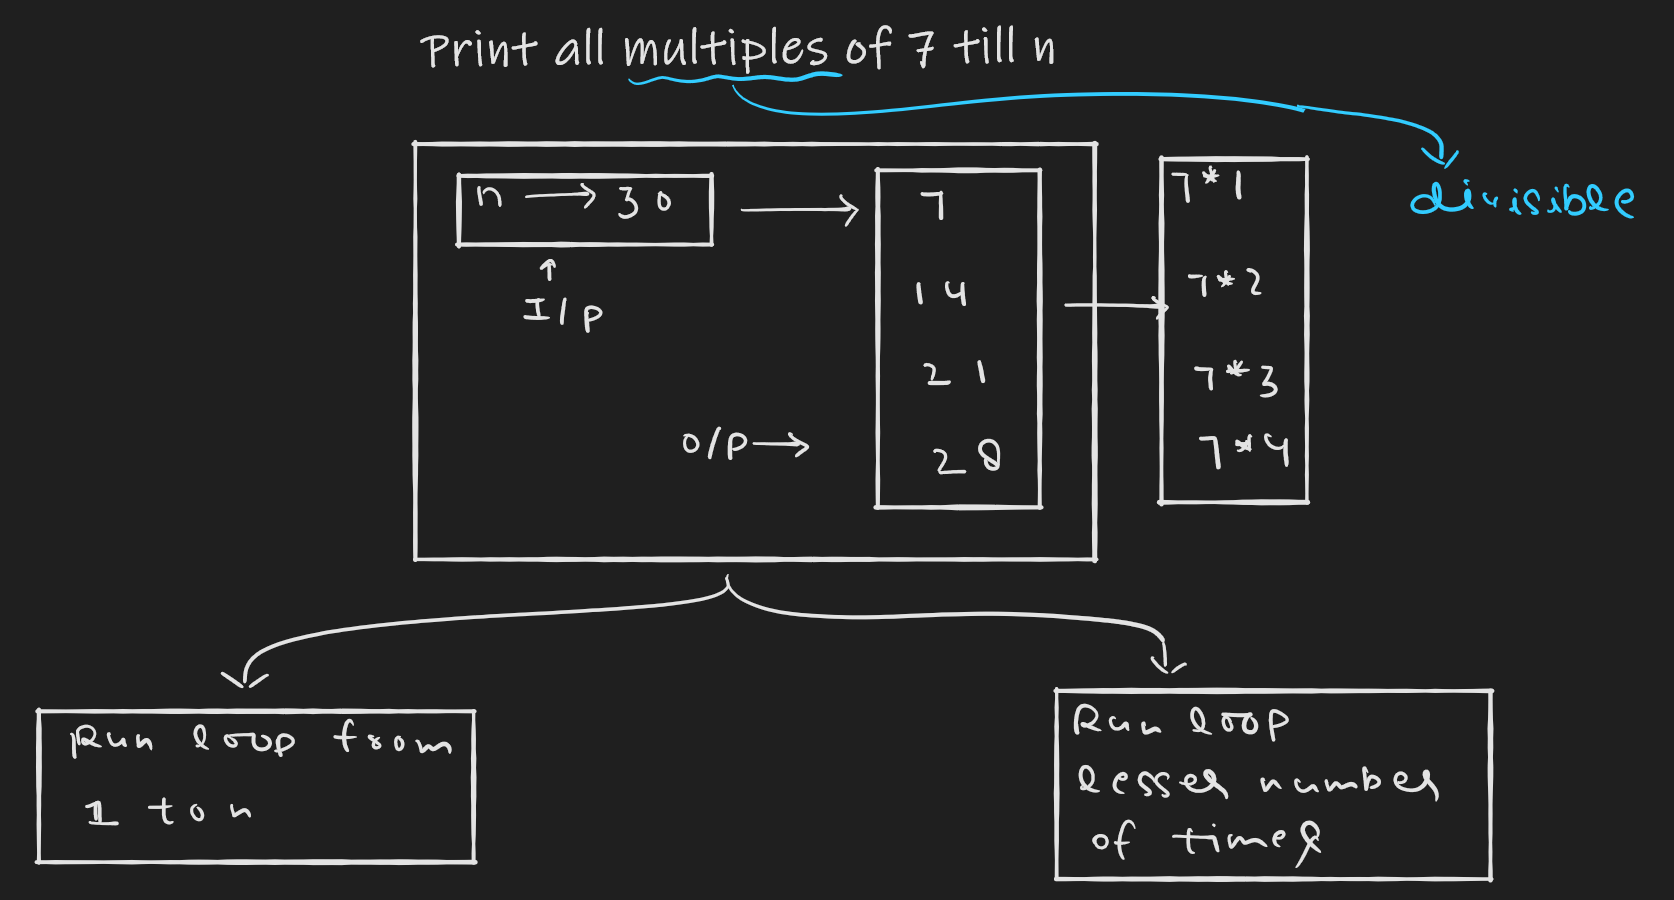 Print all multiples of 7 till n
divisible
n → 30
I/p
O/p →
7
14
21
28
7*1
7*2
7*3
7*4
Run loop from
1 to n
Run loop
lesser number
of times